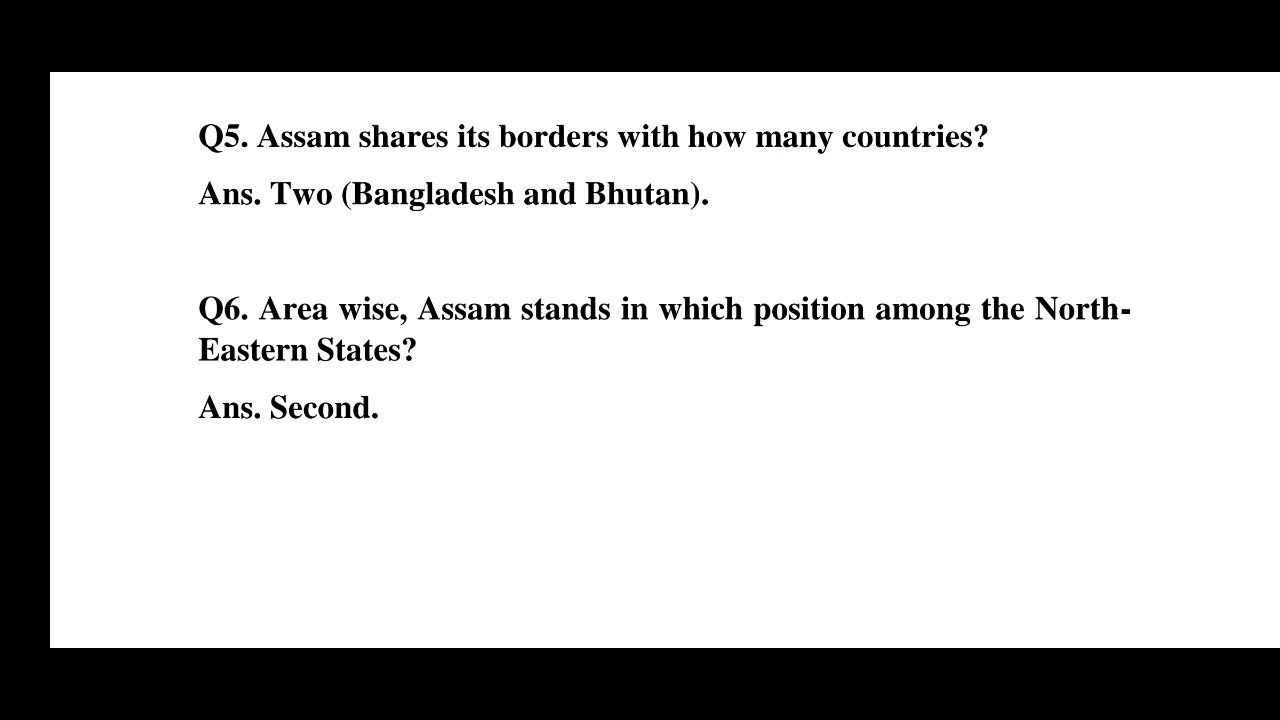 Q5. Assam shares its borders with how many countries?
Ans. Two (Bangladesh and Bhutan).
Q6. Area wise, Assam stands in which position among the North-
Eastern States?
Ans. Second.